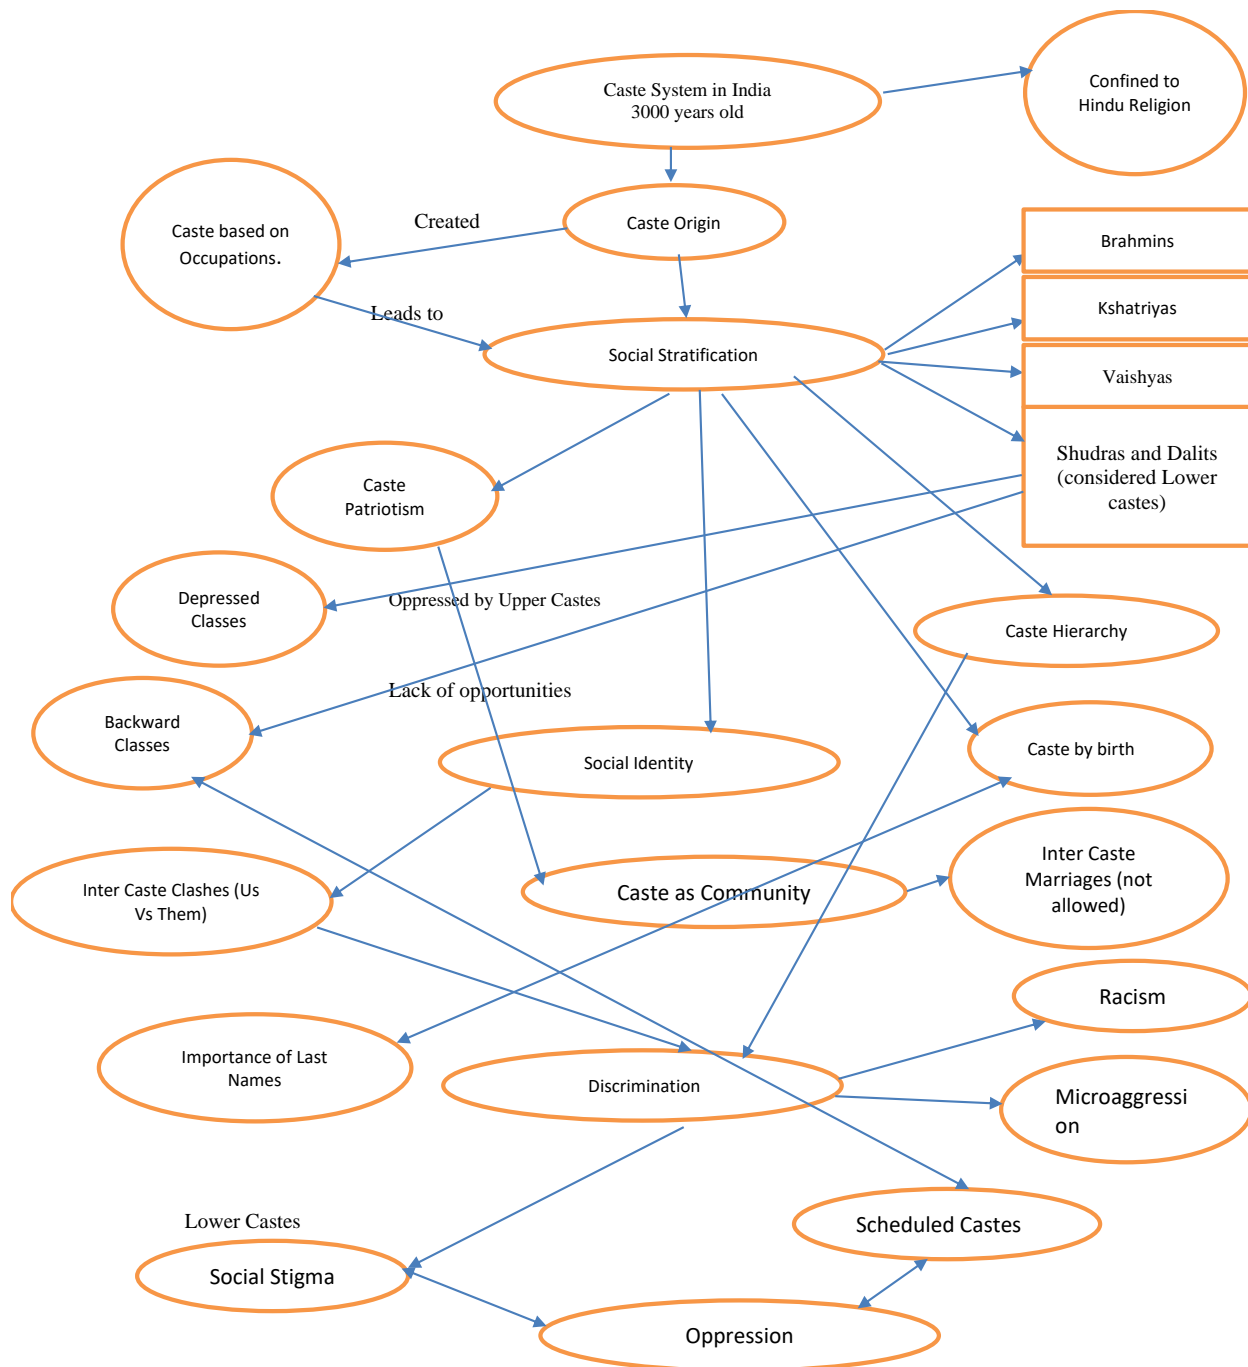 Caste System in India
3000 years old
Confined to
Hindu Religion
Caste based on
Occupations.
Created
Caste Origin
Brahmins
Kshatriyas
Leads to
Social Stratification
Vaishyas
Shudras and Dalits
(considered Lower
castes)
Caste
Patriotism
Depressed
Classes
Oppressed by Upper Castes
Caste Hierarchy
Lack of opportunities
Backward
Classes
Social Identity
Caste by birth
Inter Caste Clashes (Us
Vs Them)
Caste as Community
Inter Caste
Marriages (not
allowed)
Racism
Importance of Last
Names
Discrimination
Microaggressi
on
Lower Castes
Scheduled Castes
Social Stigma
Oppression